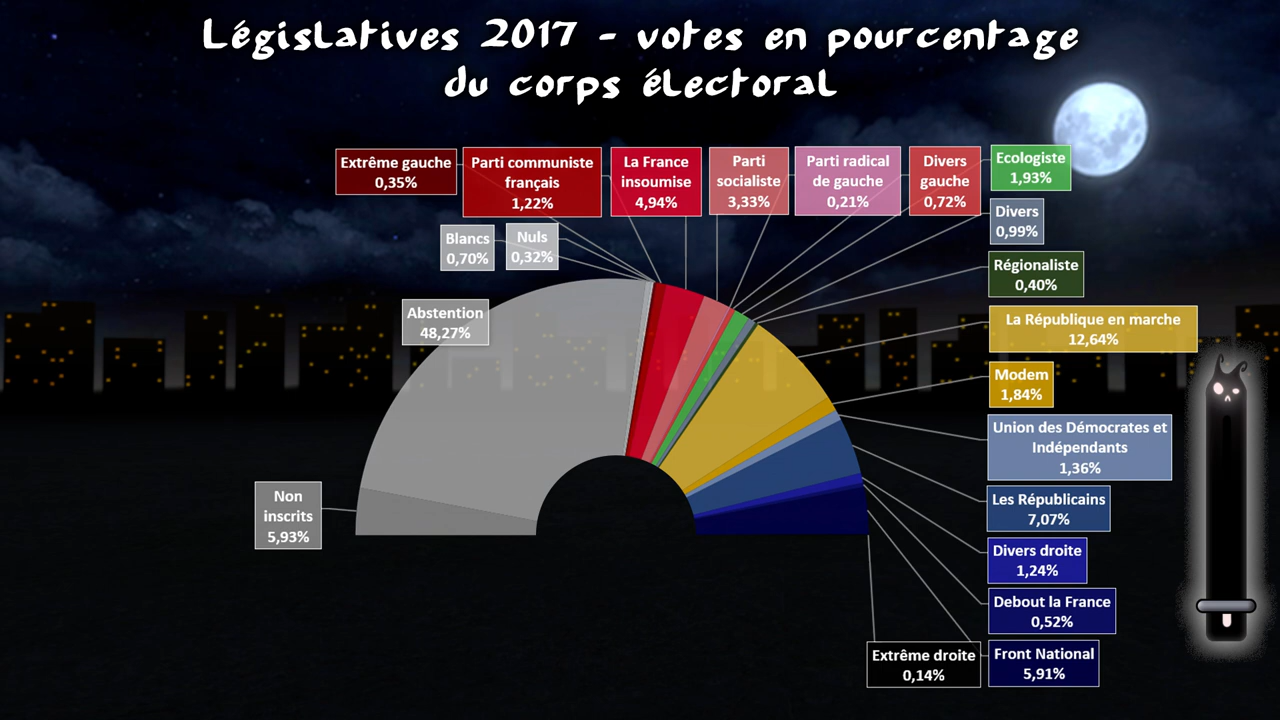 Législatives 2017 - votes en pourcentage
du corps électoral
Extrême gauche
0,35%
Parti communiste
français
1,22%
La France
insoumise
4,94%
Parti
socialiste
3,33%
Parti radical
de gauche
0,21%
Divers
gauche
0,72%
Ecologiste
1,93%
Divers
0,99%
Blancs
0,70%
Nuls
0,32%
Régionaliste
0,40%
Abstention
48,27%
La République en marche
12,64%
Modem
1,84%
Union des Démocrates et
Indépendants
1,36%
Non
inscrits
5,93%
Les Républicains
7,07%
Divers droite
1,24%
Debout la France
0,52%
Extrême droite
0,14%
Front National
5,91%